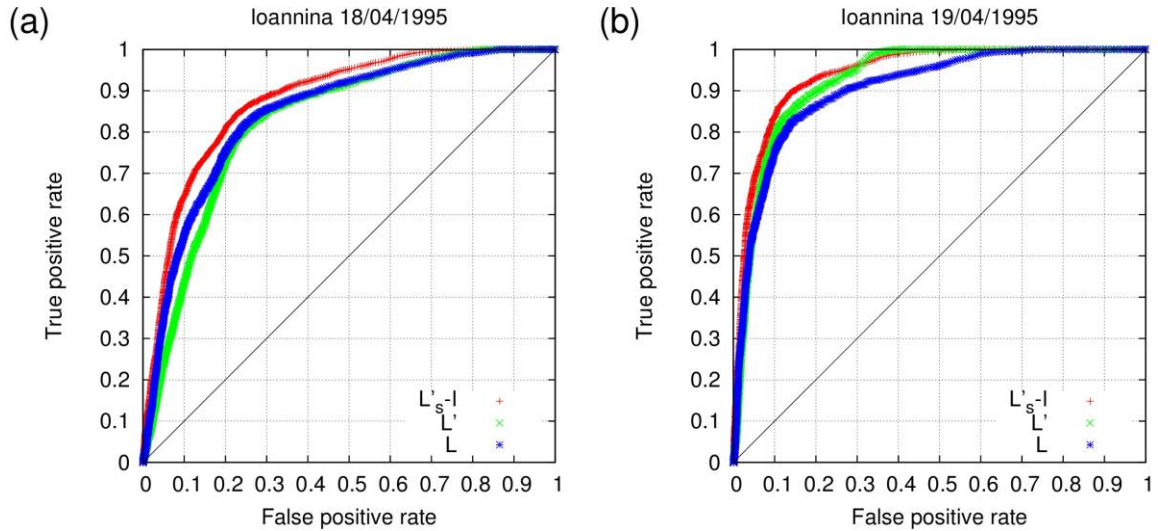 (a)
Ioannina 18/04/1995
True positive rate
1
0.9
0.8
0.7
0.6
0.5
0.4
0.3
0.2
0.1
0
0 0.1 0.2 0.3 0.4 0.5 0.6 0.7 0.8 0.9 1
False positive rate
L's-I
L'
L
(b)
Ioannina 19/04/1995
True positive rate
1
0.9
0.8
0.7
0.6
0.5
0.4
0.3
0.2
0.1
0
0 0.1 0.2 0.3 0.4 0.5 0.6 0.7 0.8 0.9 1
False positive rate
L's-I
L'
L